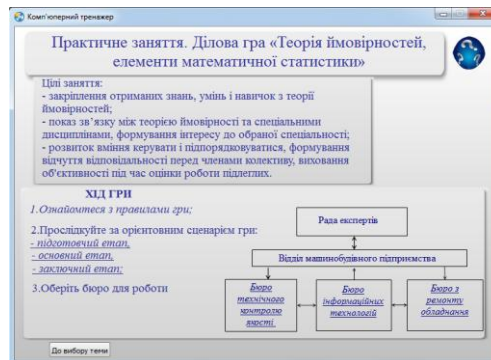 Комп'ютерний тренажер
Практичне заняття. Ділова гра «Теорія ймовірностей,
елементи математичної статистики»
Цілі заняття:
- закріплення отриманих знань, умінь і навичок з теорії
ймовірностей;
- показ зв’язку між теорією ймовірності та спеціальними
дисциплінами, формування інтересу до обраної спеціальності;
- розвиток вміння керувати і підпорядковуватися, формування
відчуття відповідальності перед членами колективу, виховання
об'єктивності під час оцінки роботи підлеглих.
ХІД ГРИ
1.Ознайомтеся з правилами гри;
2.Прослідкуйте за орієнтовним сценарієм гри:
- підготовчий етап,
- основний етап,
- заключний етап;
3.Оберіть бюро для роботи
Рада експертів
Відділ машинобудівного підприємства
Бюро
технічного
контролю
якості
Бюро
інформаційних
технологій
Бюро з
ремонту
обладнання
До вибору теми